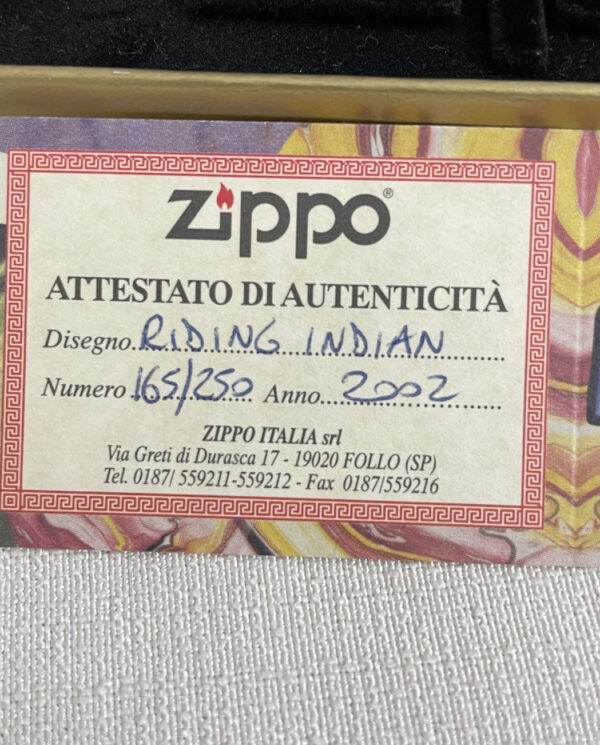 zippo®
ATTESTATO DI AUTENTICITÀ
Disegno RIDING INDIAN
Numero 165/250 Anno 2002
ZIPPO ITALIA srl
Via Greti di Durasca 17 - 19020 FOLLO (SP)
Tel. 0187/ 559211-559212 - Fax 0187/559216